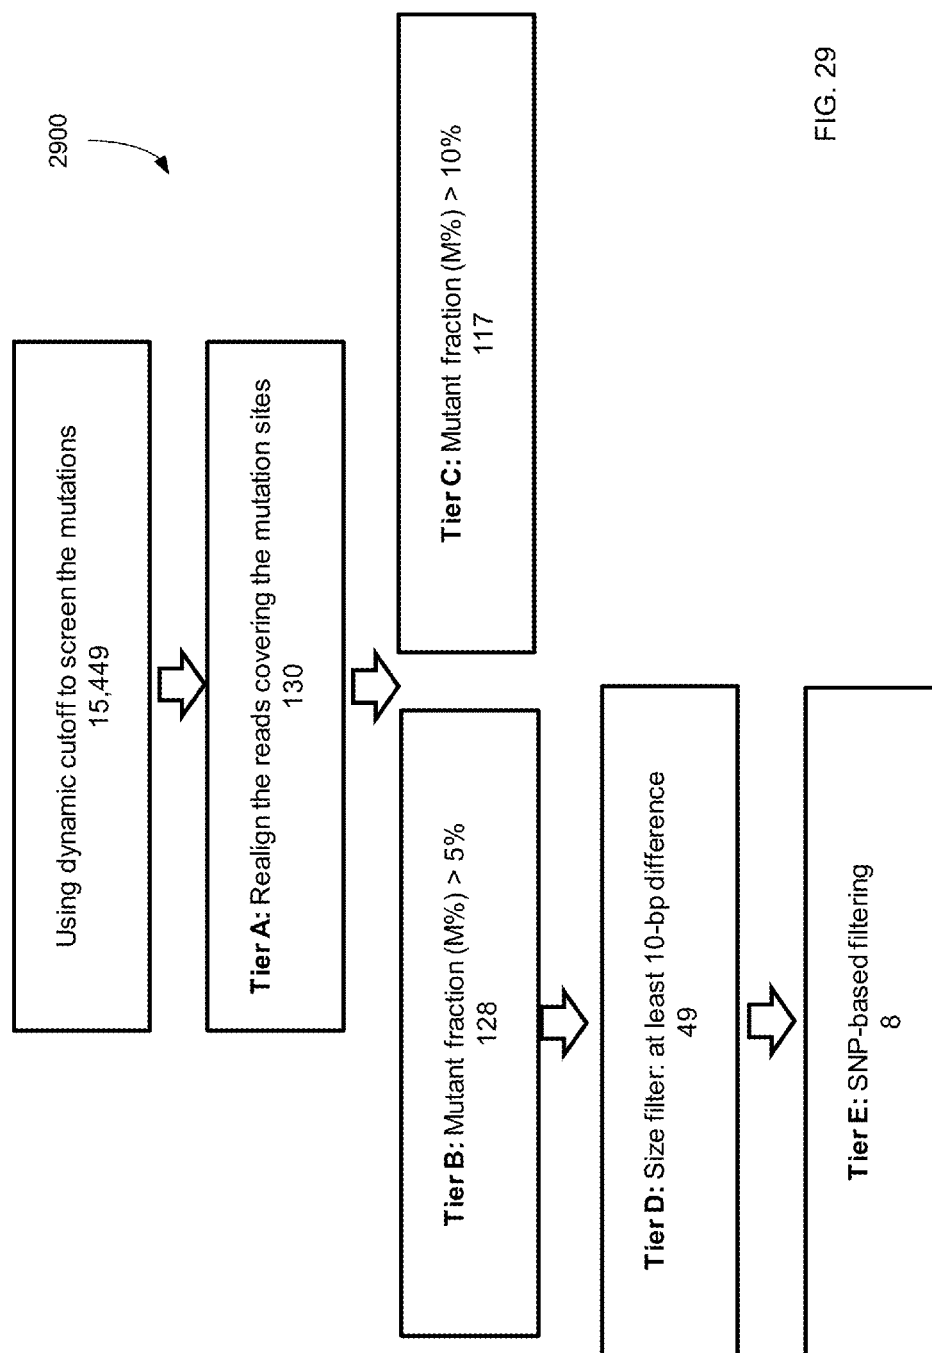 2900
Using dynamic cutoff to screen the mutations
15,449
Tier A: Realign the reads covering the mutation sites
130
Tier B: Mutant fraction (M%) > 5%
128
Tier C: Mutant fraction (M%) > 10%
117
Tier D: Size filter: at least 10-bp difference
49
Tier E: SNP-based filtering
8
FIG. 29